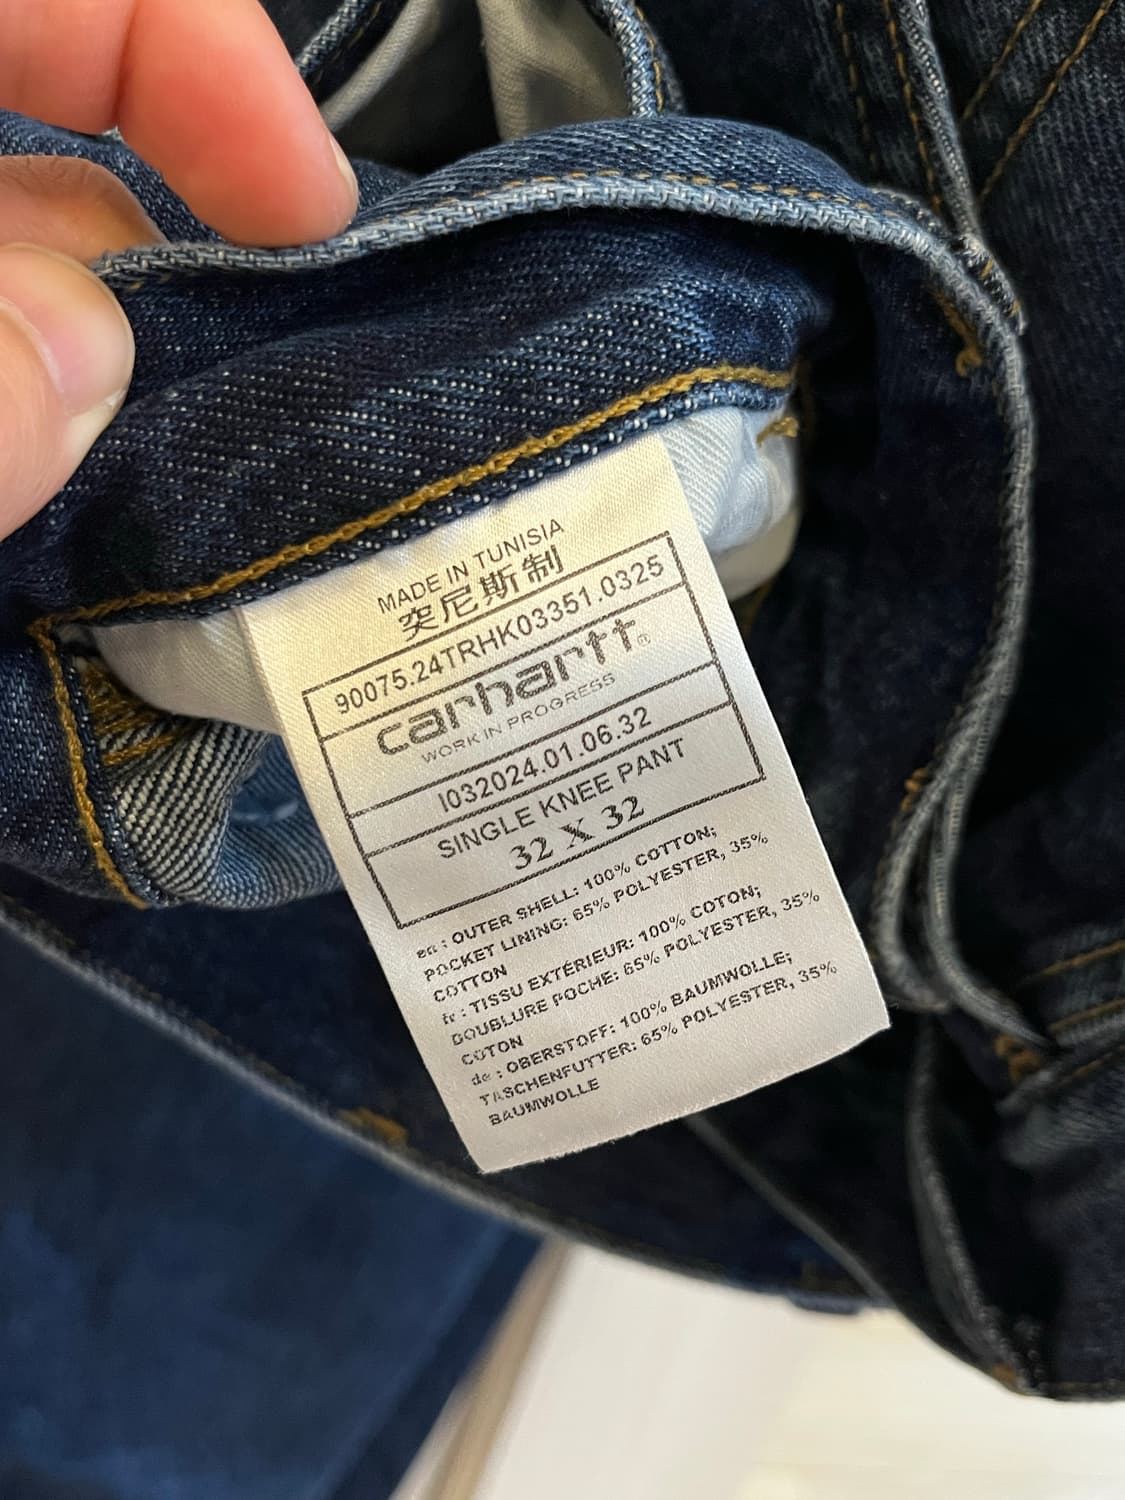 MADE IN TUNISIA
突尼斯制
90075.24TRHK03351.0325
carhartt®
WORK IN PROGRESS
I032024.01.06.32
SINGLE KNEE PANT
32 X 32
en : OUTER SHELL: 100% COTTON;
POCKET LINING: 65% POLYESTER, 35%
COTTON
fr : TISSU EXTÉRIEUR: 100% COTON;
DOUBLURE POCHE: 65% POLYESTER, 35%
COTON
de : OBERSTOFF: 100% BAUMWOLLE;
TASCHENFUTTER: 65% POLYESTER, 35%
BAUMWOLLE